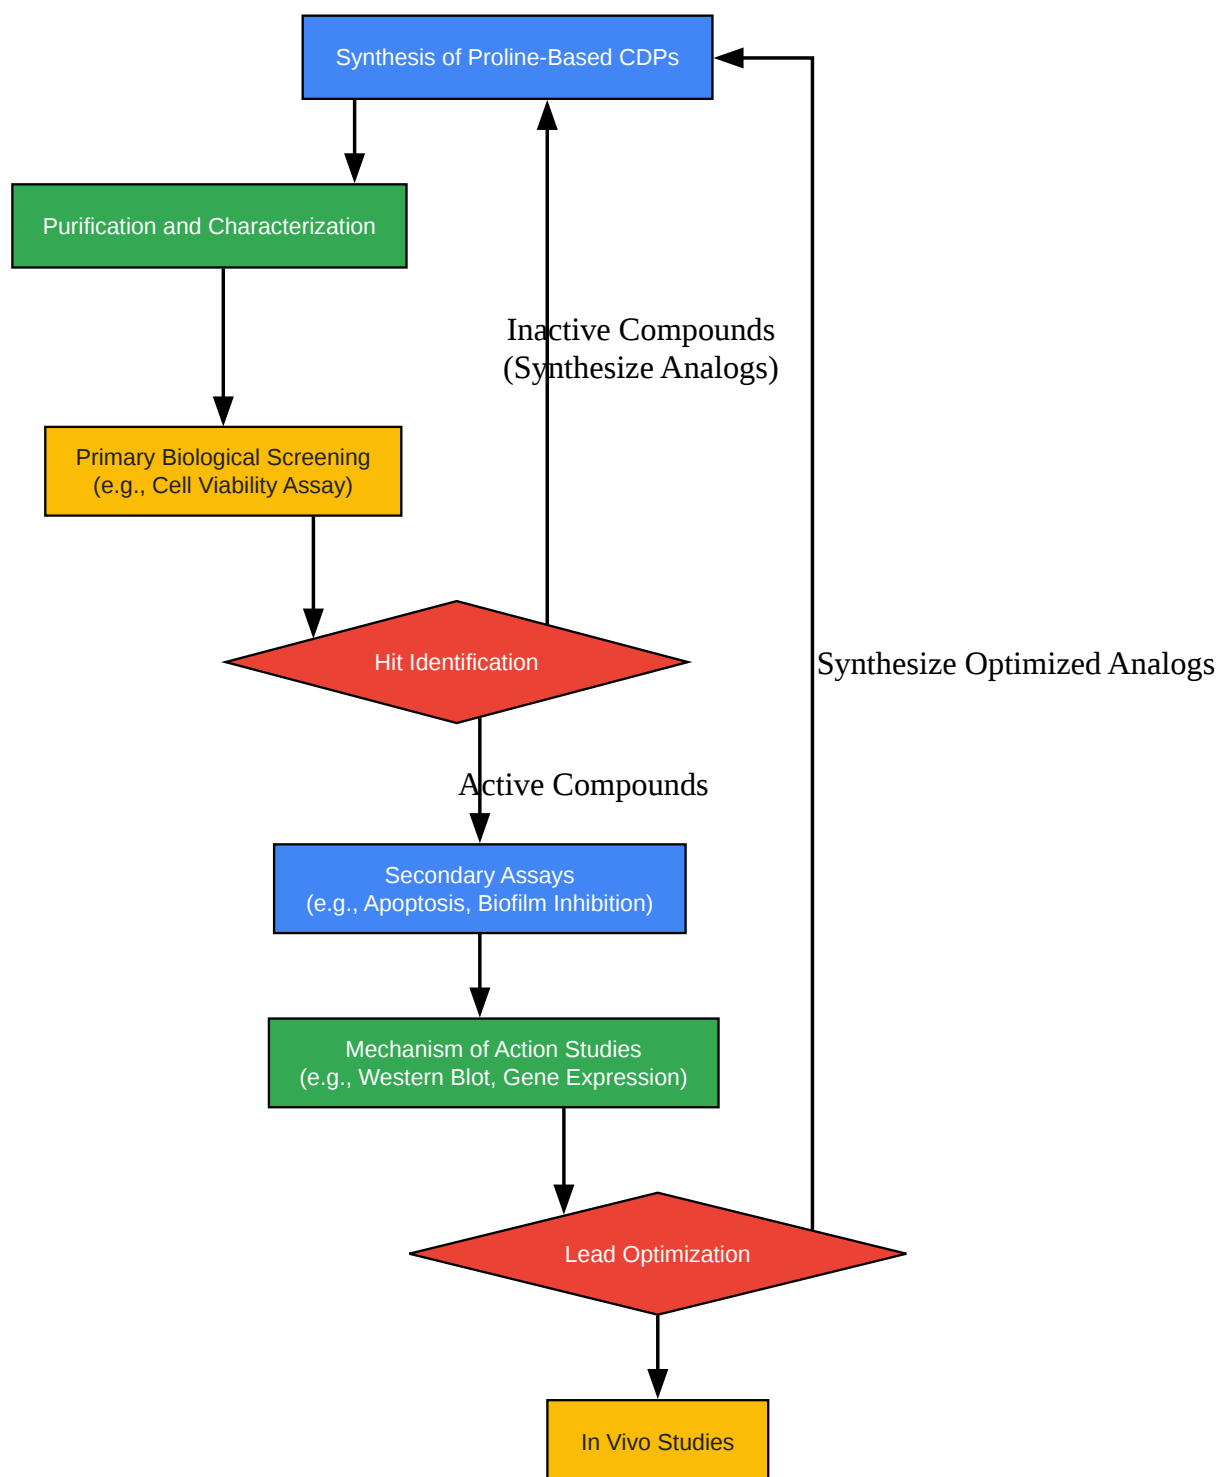 Synthesis of Proline-Based CDPs
Purification and Characterization
Inactive Compounds
(Synthesize Analogs)
Primary Biological Screening
(e.g., Cell Viability Assay)
Hit Identification
Synthesize Optimized Analogs
Active Compounds
Secondary Assays
(e.g., Apoptosis, Biofilm Inhibition)
Mechanism of Action Studies
(e.g., Western Blot, Gene Expression)
Lead Optimization
In Vivo Studies